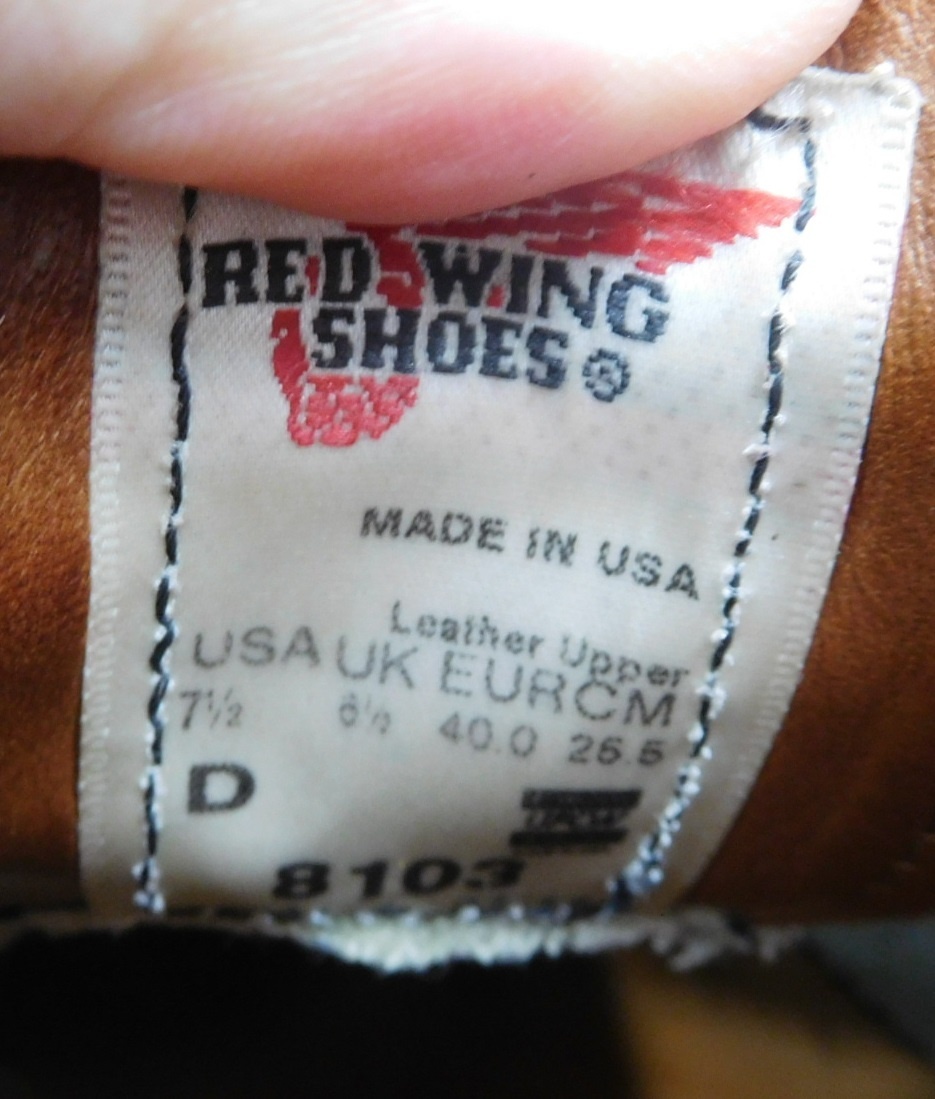 RED WING
SHOES ®
MADE IN USA
Leather Upper
USA UK EUR CM
7½ 6½ 40.0 25.5
D
8103